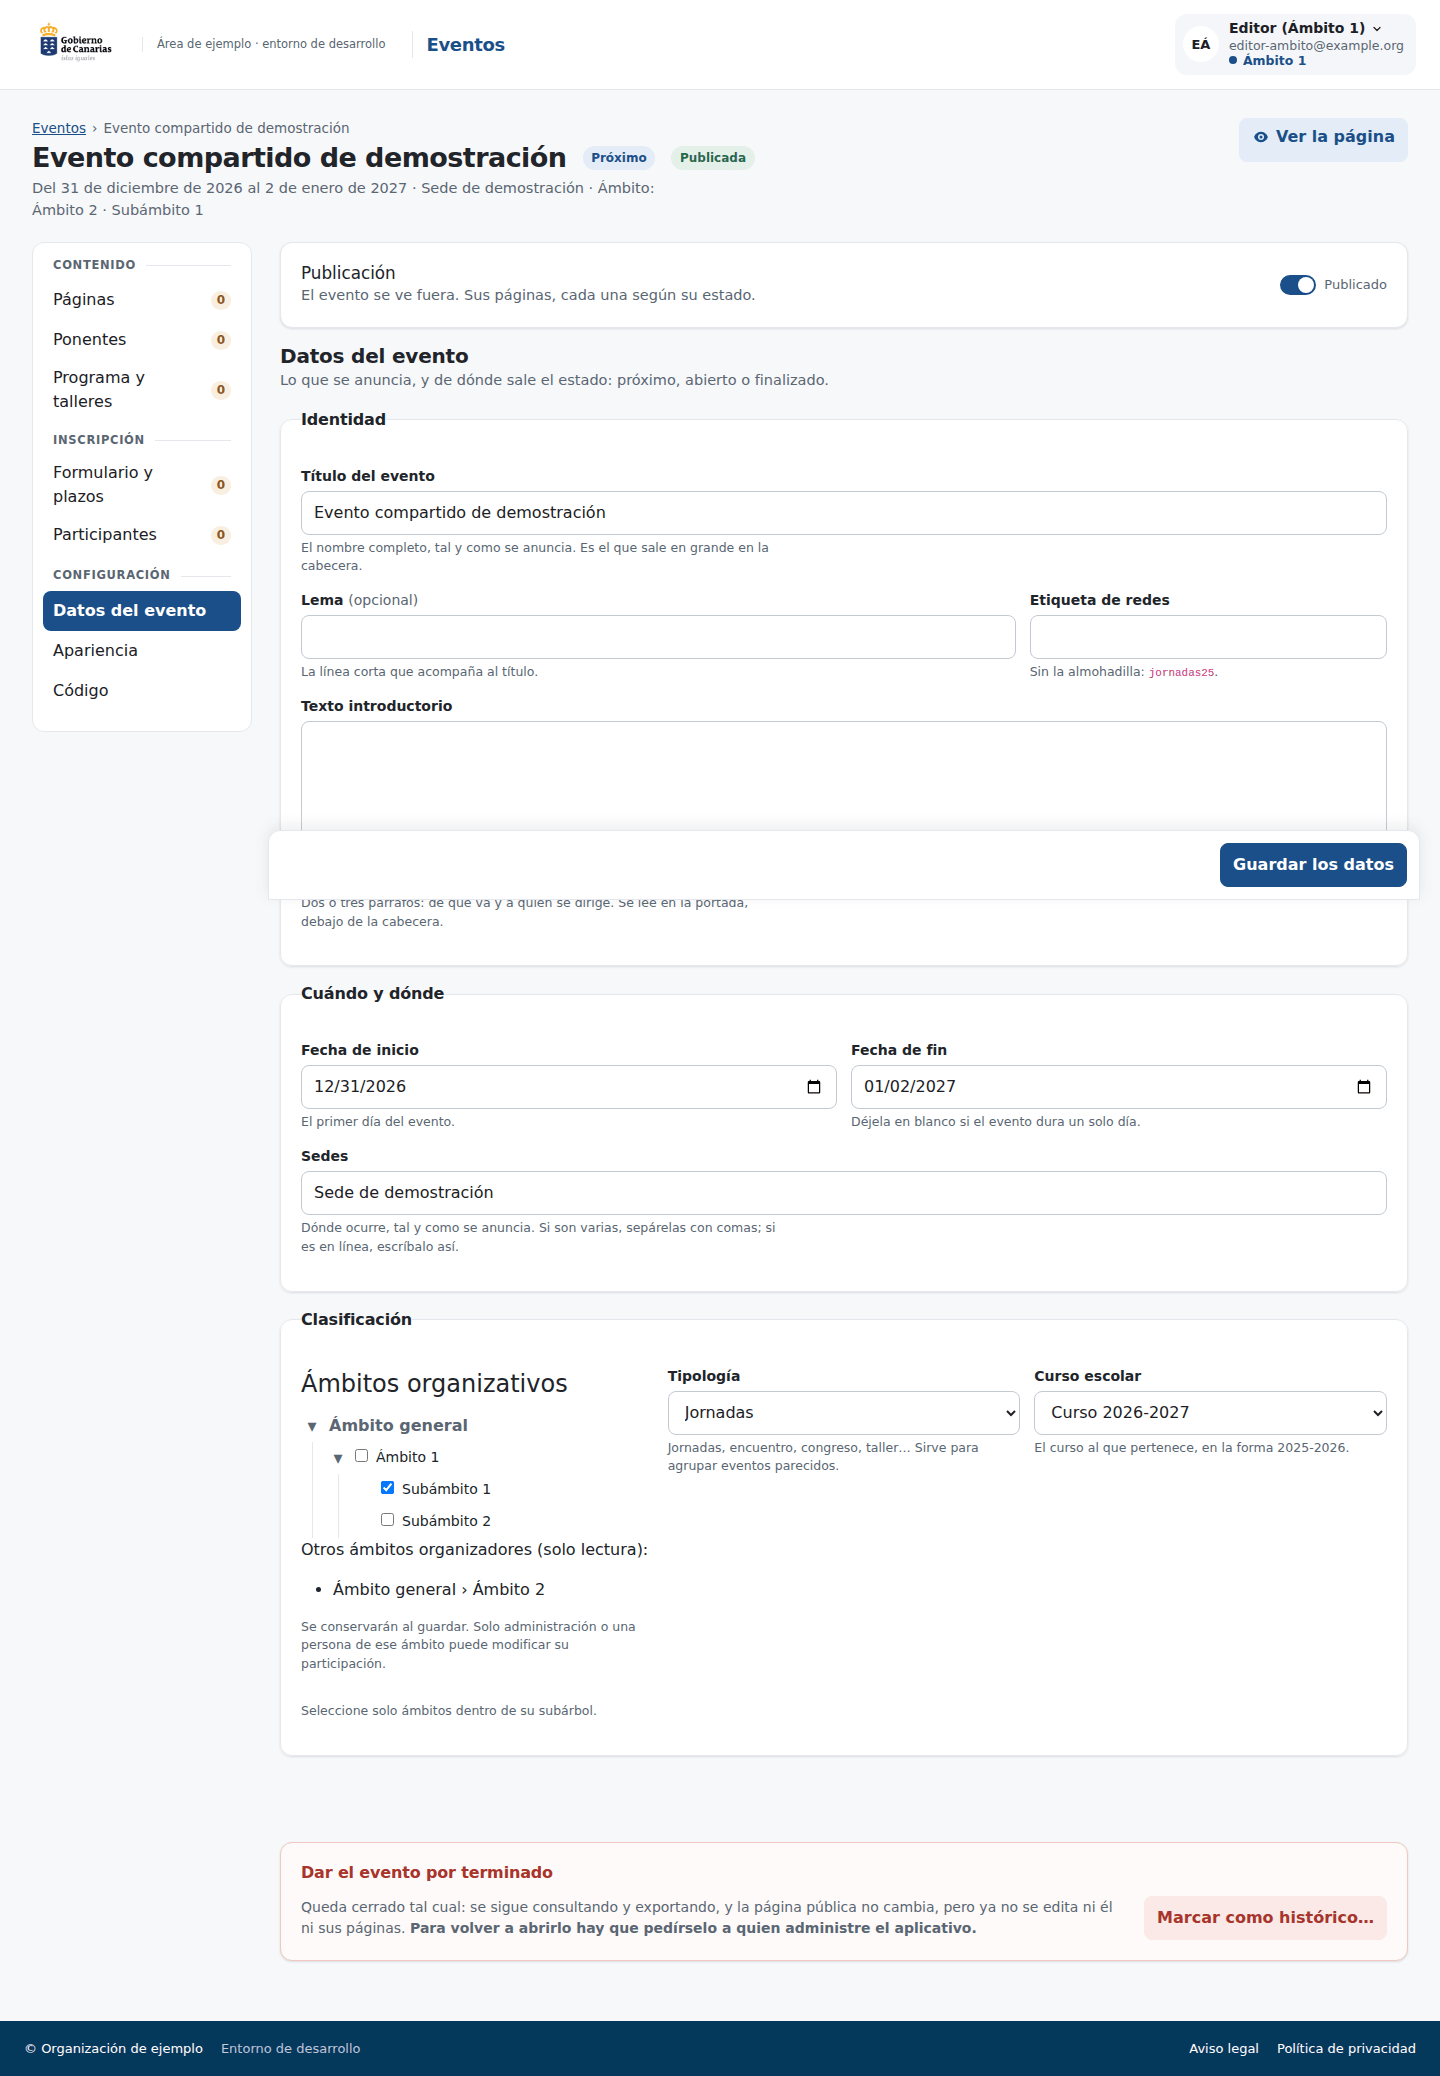 Gobierno
de Canarias
islas iguales
Área de ejemplo · entorno de desarrollo
Eventos
EÁ
Editor (Ámbito 1)
editor-ambito@example.org
Ámbito 1
Eventos › Evento compartido de demostración
Evento compartido de demostración
Próximo
Publicada
Ver la página
Del 31 de diciembre de 2026 al 2 de enero de 2027 · Sede de demostración · Ámbito:
Ámbito 2 · Subámbito 1
CONTENIDO
Páginas 0
Ponentes 0
Programa y
talleres 0
INSCRIPCIÓN
Formulario y
plazos 0
Participantes 0
CONFIGURACIÓN
Datos del evento
Apariencia
Código
Publicación
El evento se ve fuera. Sus páginas, cada una según su estado.
Publicado
Datos del evento
Lo que se anuncia, y de dónde sale el estado: próximo, abierto o finalizado.
Identidad
Título del evento
Evento compartido de demostración
El nombre completo, tal y como se anuncia. Es el que sale en grande en la
cabecera.
Lema (opcional)
La línea corta que acompaña al título.
Etiqueta de redes
Sin la almohadilla: jornadas25.
Texto introductorio
Guardar los datos
Dos o tres párrafos: de qué va y a quién se dirige. Se lee en la portada,
debajo de la cabecera.
Cuándo y dónde
Fecha de inicio
12/31/2026
El primer día del evento.
Fecha de fin
01/02/2027
Déjela en blanco si el evento dura un solo día.
Sedes
Sede de demostración
Dónde ocurre, tal y como se anuncia. Si son varias, sepárelas con comas; si
es en línea, escríbalo así.
Clasificación
Ámbitos organizativos
▼ Ámbito general
▼ Ámbito 1
Subámbito 1
Subámbito 2
Otros ámbitos organizadores (solo lectura):
• Ámbito general › Ámbito 2
Se conservarán al guardar. Solo administración o una
persona de ese ámbito puede modificar su
participación.
Seleccione solo ámbitos dentro de su subárbol.
Tipología
Jornadas
Jornadas, encuentro, congreso, taller… Sirve para
agrupar eventos parecidos.
Curso escolar
Curso 2026-2027
El curso al que pertenece, en la forma 2025-2026.
Dar el evento por terminado
Queda cerrado tal cual: se sigue consultando y exportando, y la página pública no cambia, pero ya no se edita ni él
ni sus páginas. Para volver a abrirlo hay que pedírselo a quien administre el aplicativo.
Marcar como histórico…
© Organización de ejemplo
Entorno de desarrollo
Aviso legal
Política de privacidad